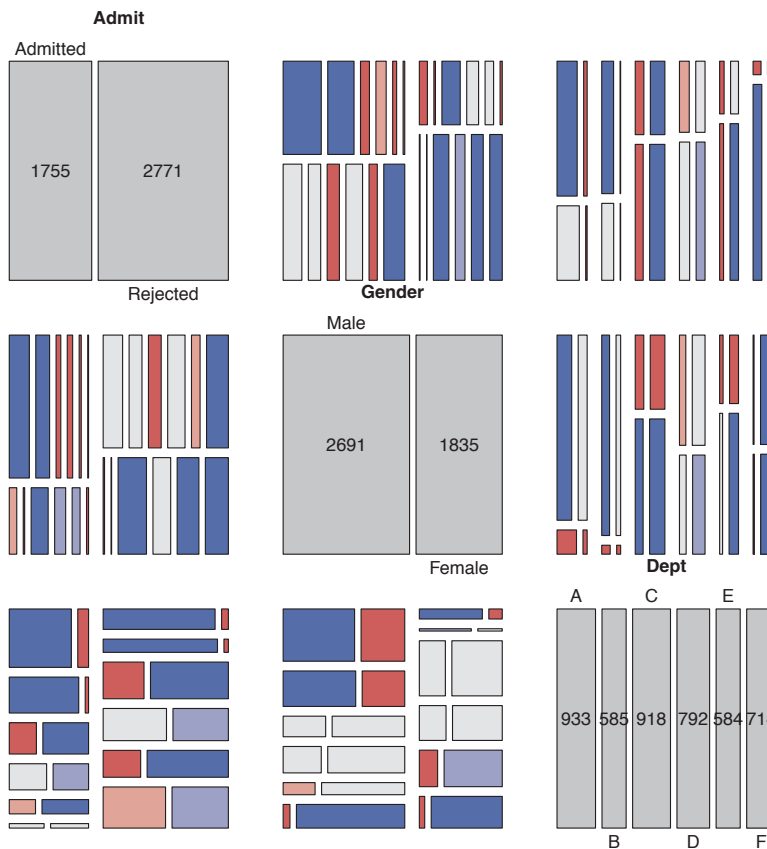 Admit
Admitted
1755 2771
Rejected
Gender
Male
2691 1835
Female
Dept
A C E
933 585 918 792 584
B D F